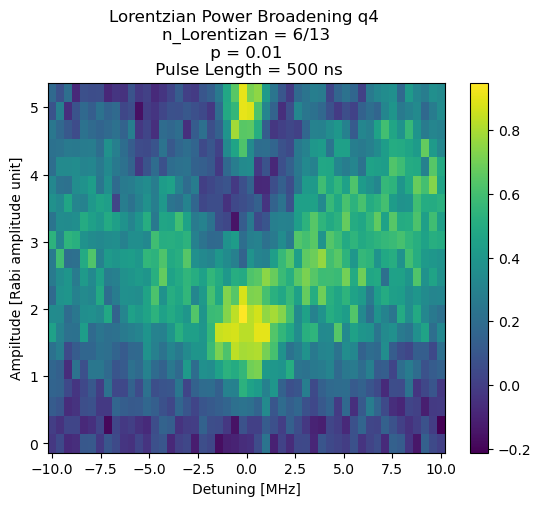 Lorentzian Power Broadening q4
n_Lorentizan = 6/13
p = 0.01
Pulse Length = 500 ns
5
4
3
2
1
0
Amplitude [Rabi amplitude unit]
−10.0 −7.5 −5.0 −2.5 0.0 2.5 5.0 7.5 10.0
Detuning [MHz]
0.8
0.6
0.4
0.2
0.0
−0.2